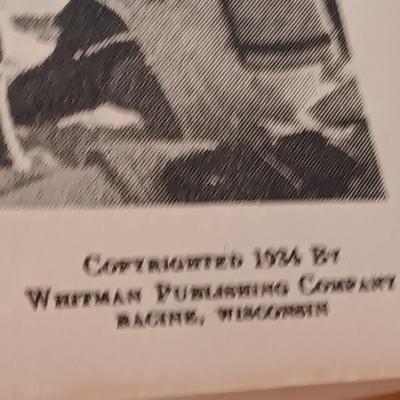 COPYRIGHTED 1934 BY
WHITMAN PUBLISHING COMPANY
RACINE, WISCONSIN